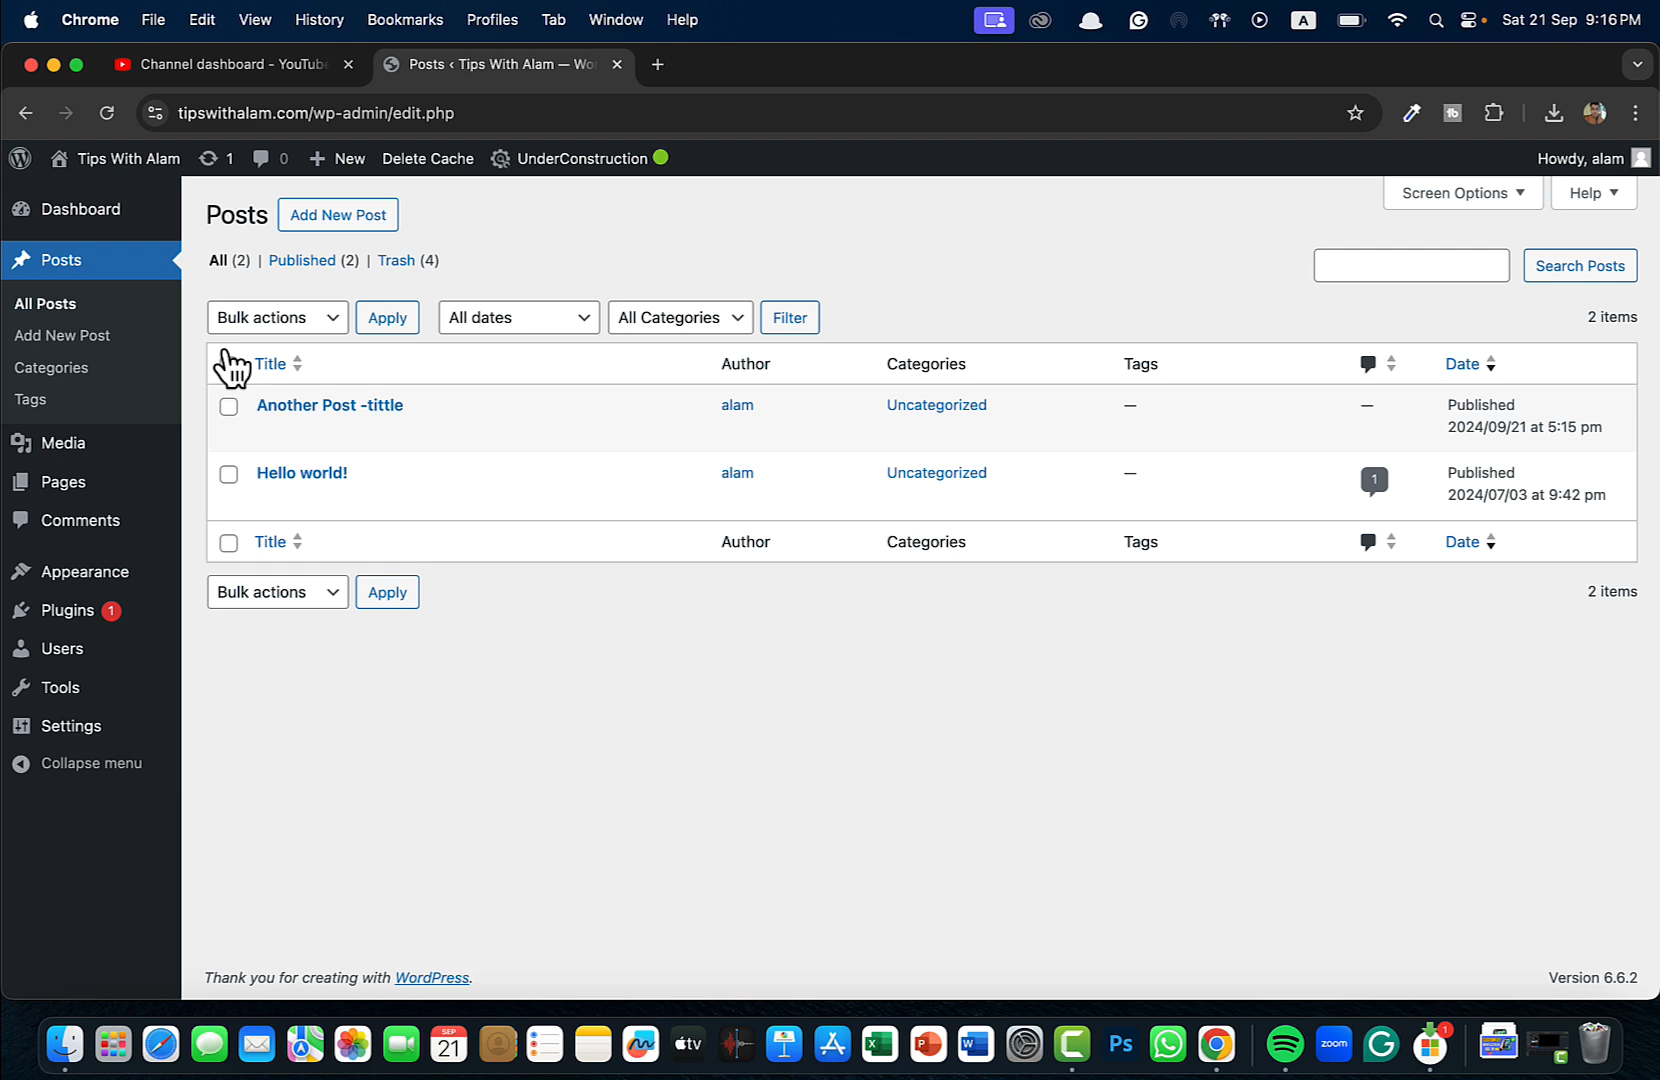 Chrome File Edit View History Bookmarks Profiles Tab Window Help A Sat 21 Sep 9:16 PM
Channel dashboard - YouTube Posts ‹ Tips With Alam — Wo
tipswithalam.com/wp-admin/edit.php tb
Tips With Alam 1 0 + New Delete Cache UnderConstruction Howdy, alam
Screen Options Help
Dashboard
Posts
All Posts
Add New Post
Categories
Tags
Media
Pages
Comments
Appearance
Plugins 1
Users
Tools
Settings
Collapse menu
Posts Add New Post
All (2) | Published (2) | Trash (4)
Search Posts
Bulk actions Apply All dates All Categories Filter 2 items
Title Author Categories Tags Date
Another Post -tittle alam Uncategorized — — Published
2024/09/21 at 5:15 pm
Hello world! alam Uncategorized — 1 Published
2024/07/03 at 9:42 pm
Title Author Categories Tags Date
Bulk actions Apply 2 items
Thank you for creating with WordPress. Version 6.6.2
SEP
21 tv X P W Ps zoom 1